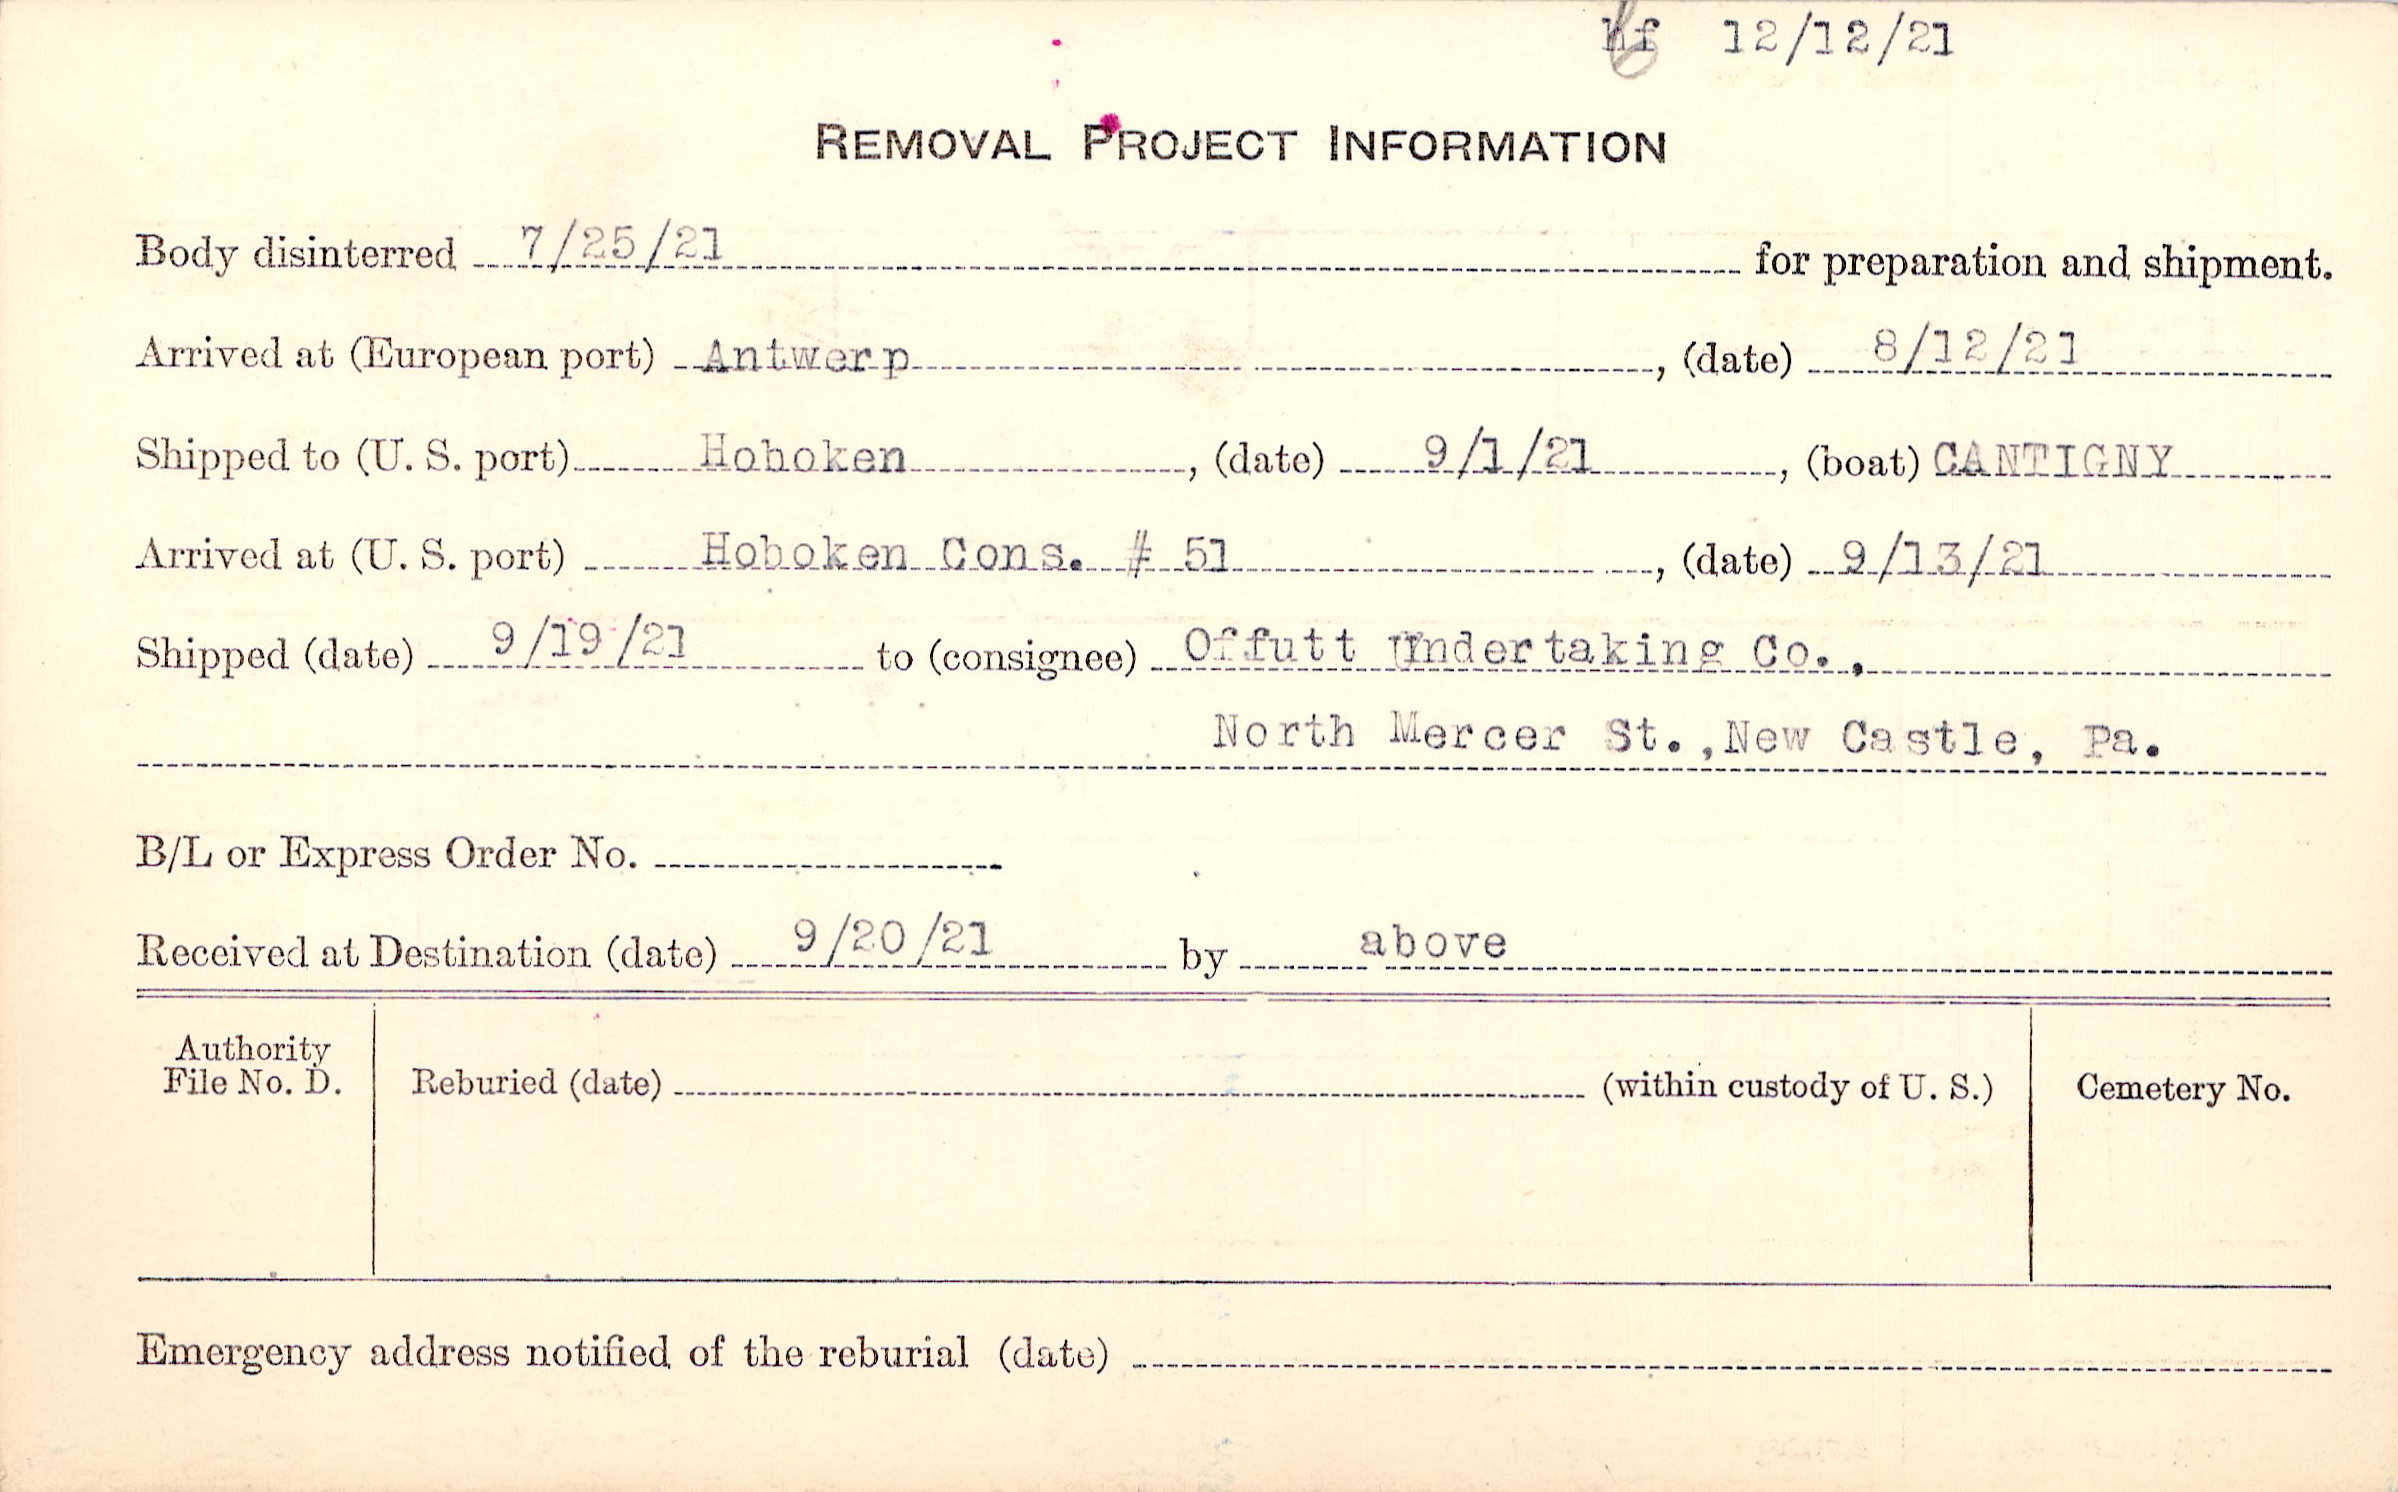 hf 12/12/21
REMOVAL PROJECT INFORMATION
Body disinterred 7/25/21 for preparation and shipment.
Arrived at (European port) Antwerp, (date) 8/12/21
Shipped to (U. S. port) Hoboken, (date) 9/1/21, (boat) CANTIGNY
Arrived at (U. S. port) Hoboken Cons. # 51, (date) 9/13/21
Shipped (date) 9/19/21 to (consignee) Offutt Undertaking Co.,
North Mercer St.,New Castle, Pa.
B/L or Express Order No.
Received at Destination (date) 9/20/21 by above
Authority
File No. D.
Reburied (date) (within custody of U. S.)
Cemetery No.
Emergency address notified of the reburial (date)